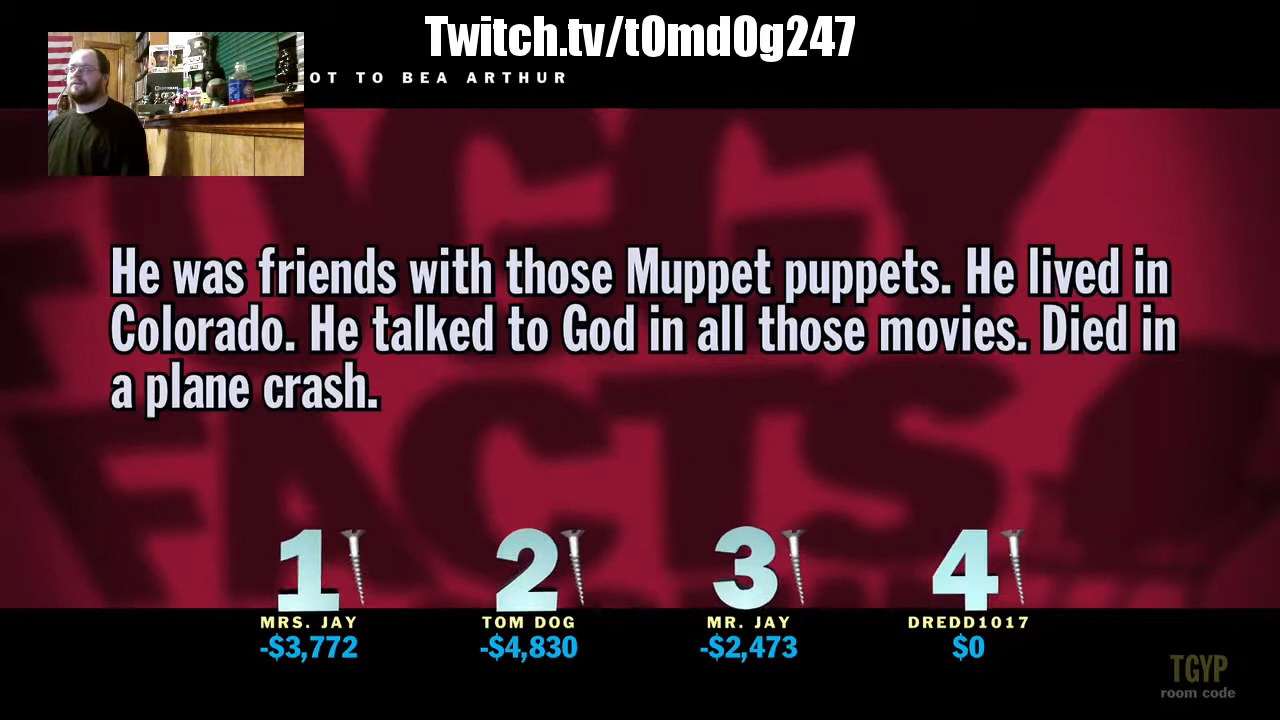 Twitch.tv/t0md0g247
OT TO BEA ARTHUR
He was friends with those Muppet puppets. He lived in
Colorado. He talked to God in all those movies. Died in
a plane crash.
1 2 3 4
MRS. JAY TOM DOG MR. JAY DREDD1017
-$3,772 -$4,830 -$2,473 $0
TGYP
room code
FACTS